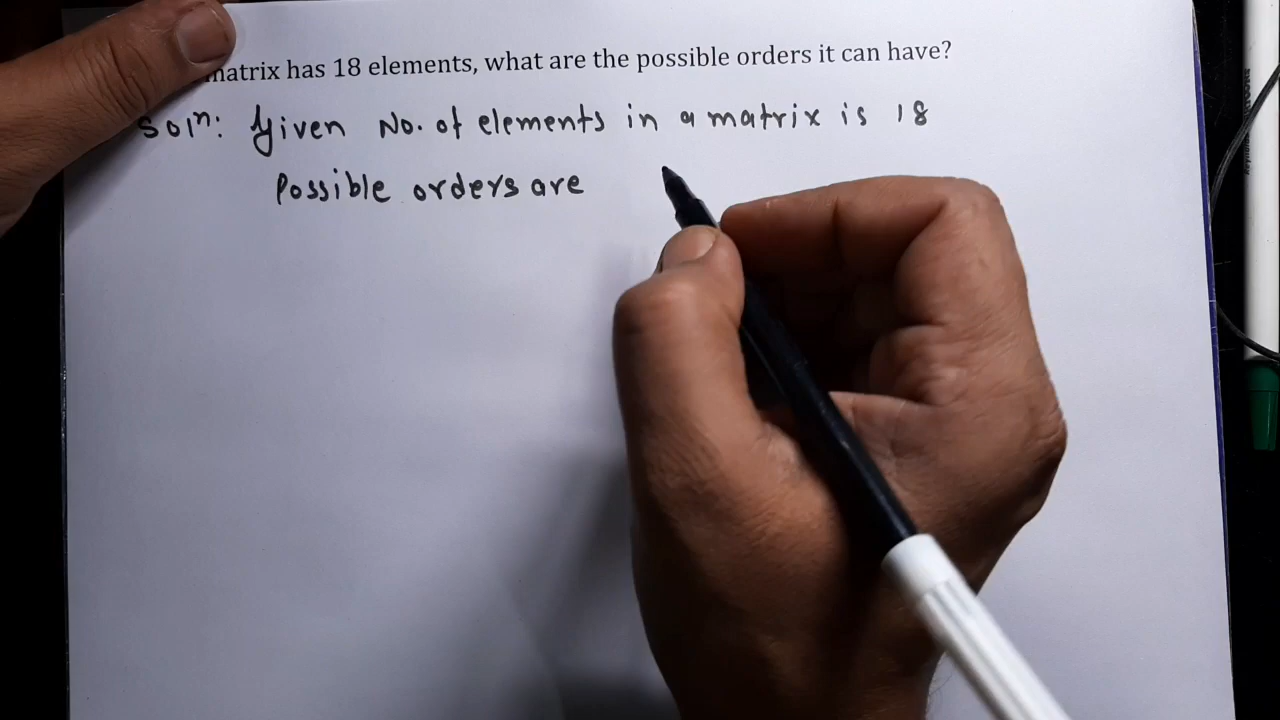 matrix has 18 elements, what are the possible orders it can have?
Solⁿ: Given No. of elements in a matrix is 18
Possible orders are